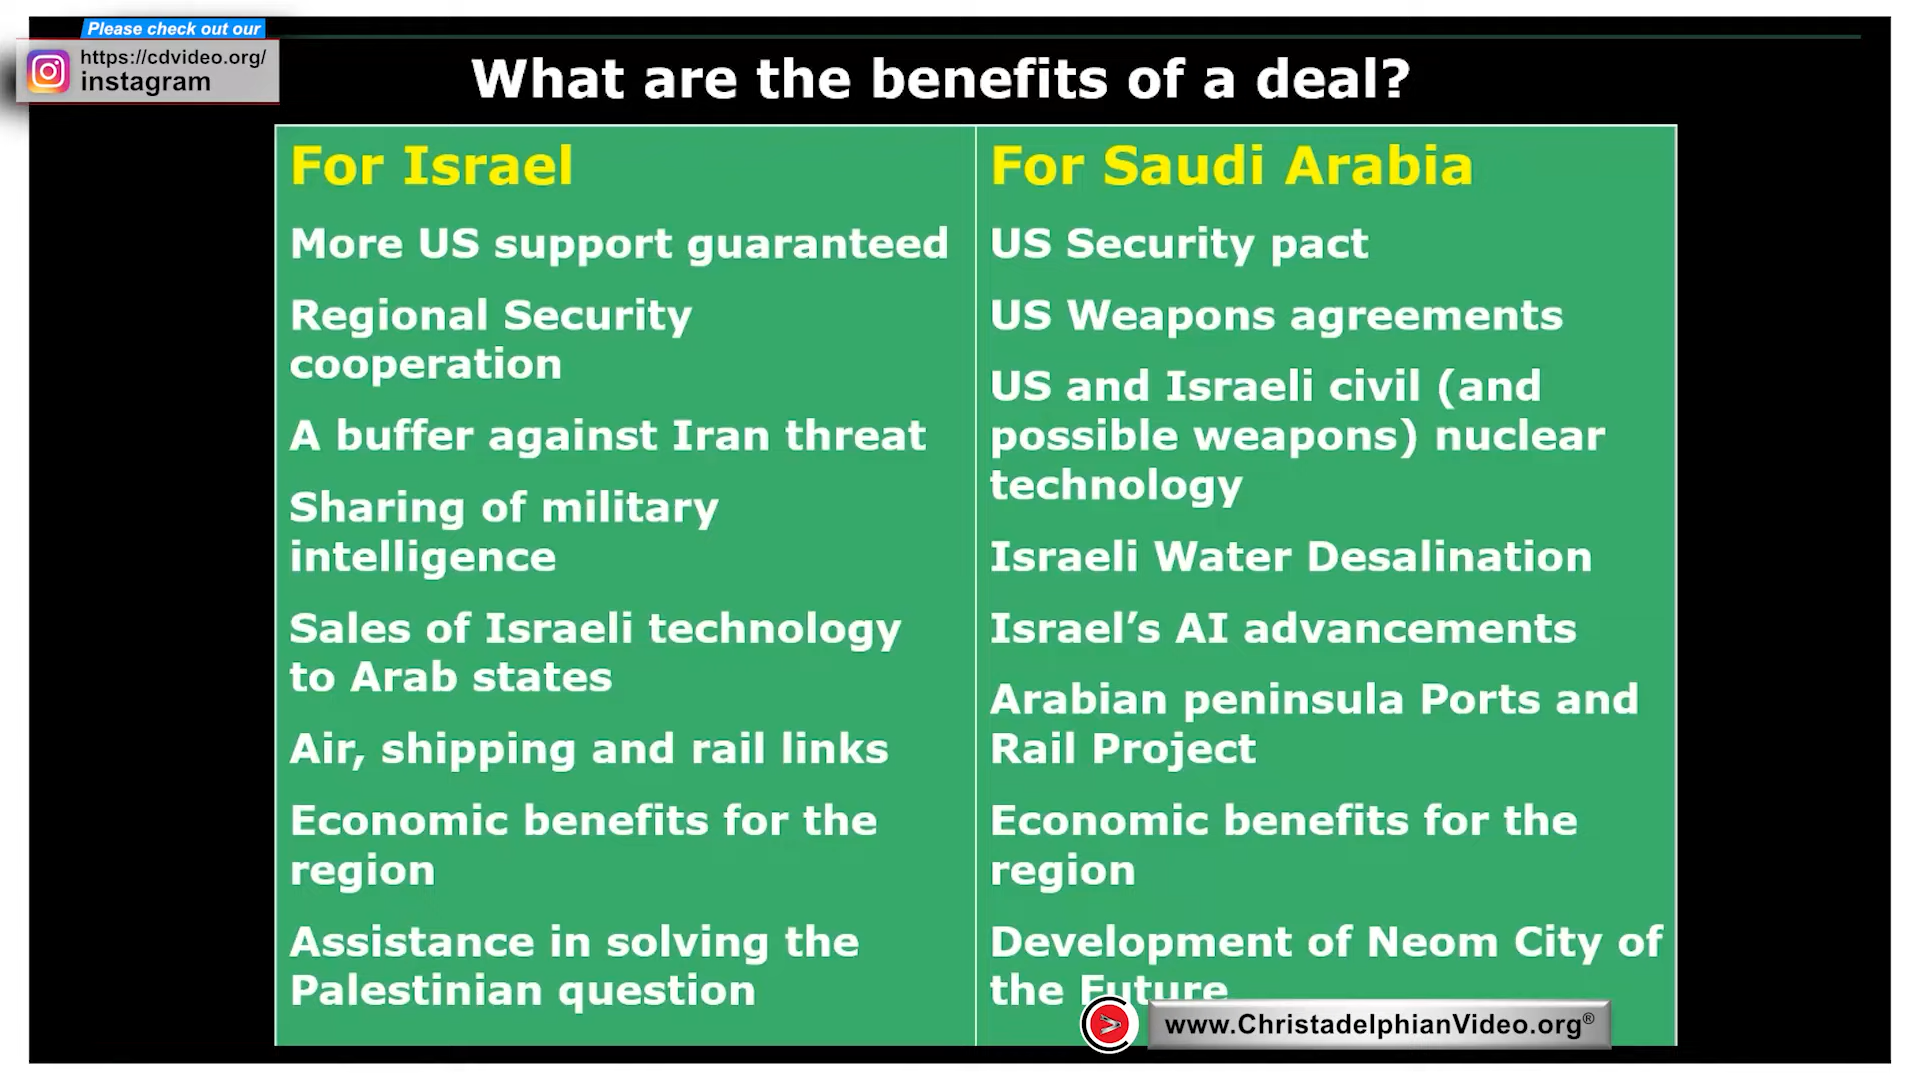 Please check out our
https://cdvideo.org/
instagram
What are the benefits of a deal?
For Israel
More US support guaranteed
Regional Security
cooperation
A buffer against Iran threat
Sharing of military
intelligence
Sales of Israeli technology
to Arab states
Air, shipping and rail links
Economic benefits for the
region
Assistance in solving the
Palestinian question
For Saudi Arabia
US Security pact
US Weapons agreements
US and Israeli civil (and
possible weapons) nuclear
technology
Israeli Water Desalination
Israel’s AI advancements
Arabian peninsula Ports and
Rail Project
Economic benefits for the
region
Development of Neom City of
the Future
www.ChristadelphianVideo.org®